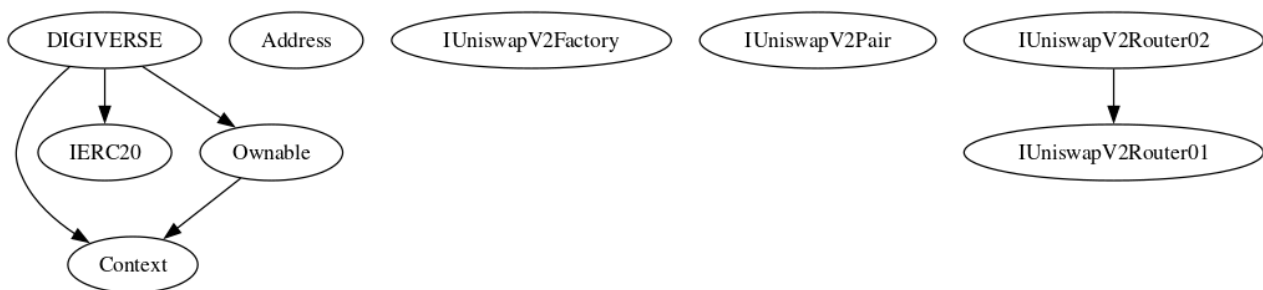 DIGIVERSE
Address
IUniswapV2Factory
IUniswapV2Pair
IUniswapV2Router02
IERC20
Ownable
IUniswapV2Router01
Context